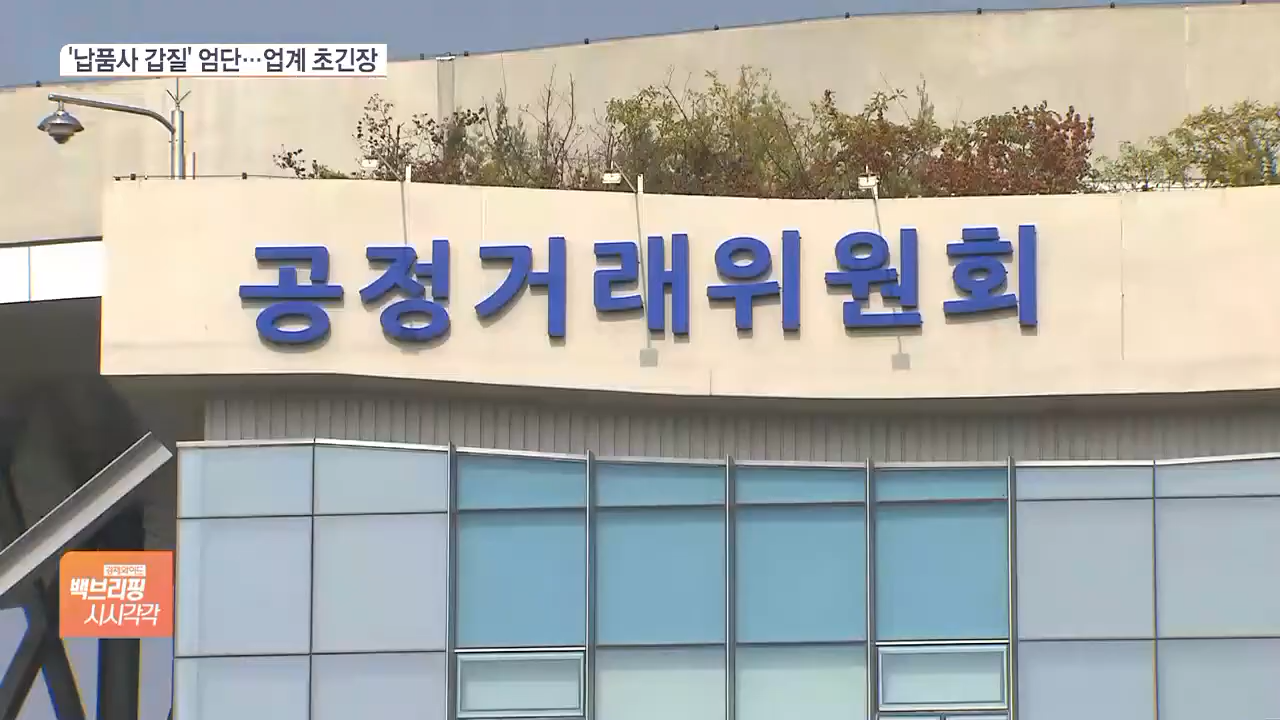 '납품사 갑질' 엄단…업계 초긴장
공정거래위원회
경제와이드
백브리핑
시시각각